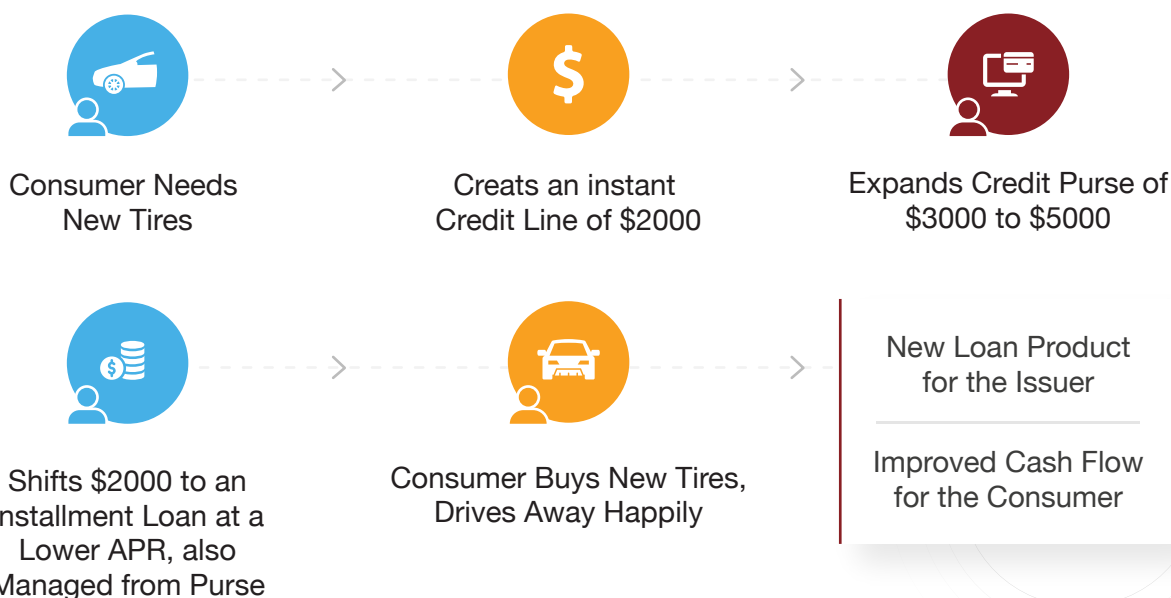 Consumer Needs
New Tires
Creats an instant
Credit Line of $2000
Expands Credit Purse of
$3000 to $5000
Shifts $2000 to an
Installment Loan at a
Lower APR, also
Managed from Purse
Consumer Buys New Tires,
Drives Away Happily
New Loan Product
for the Issuer
Improved Cash Flow
for the Consumer